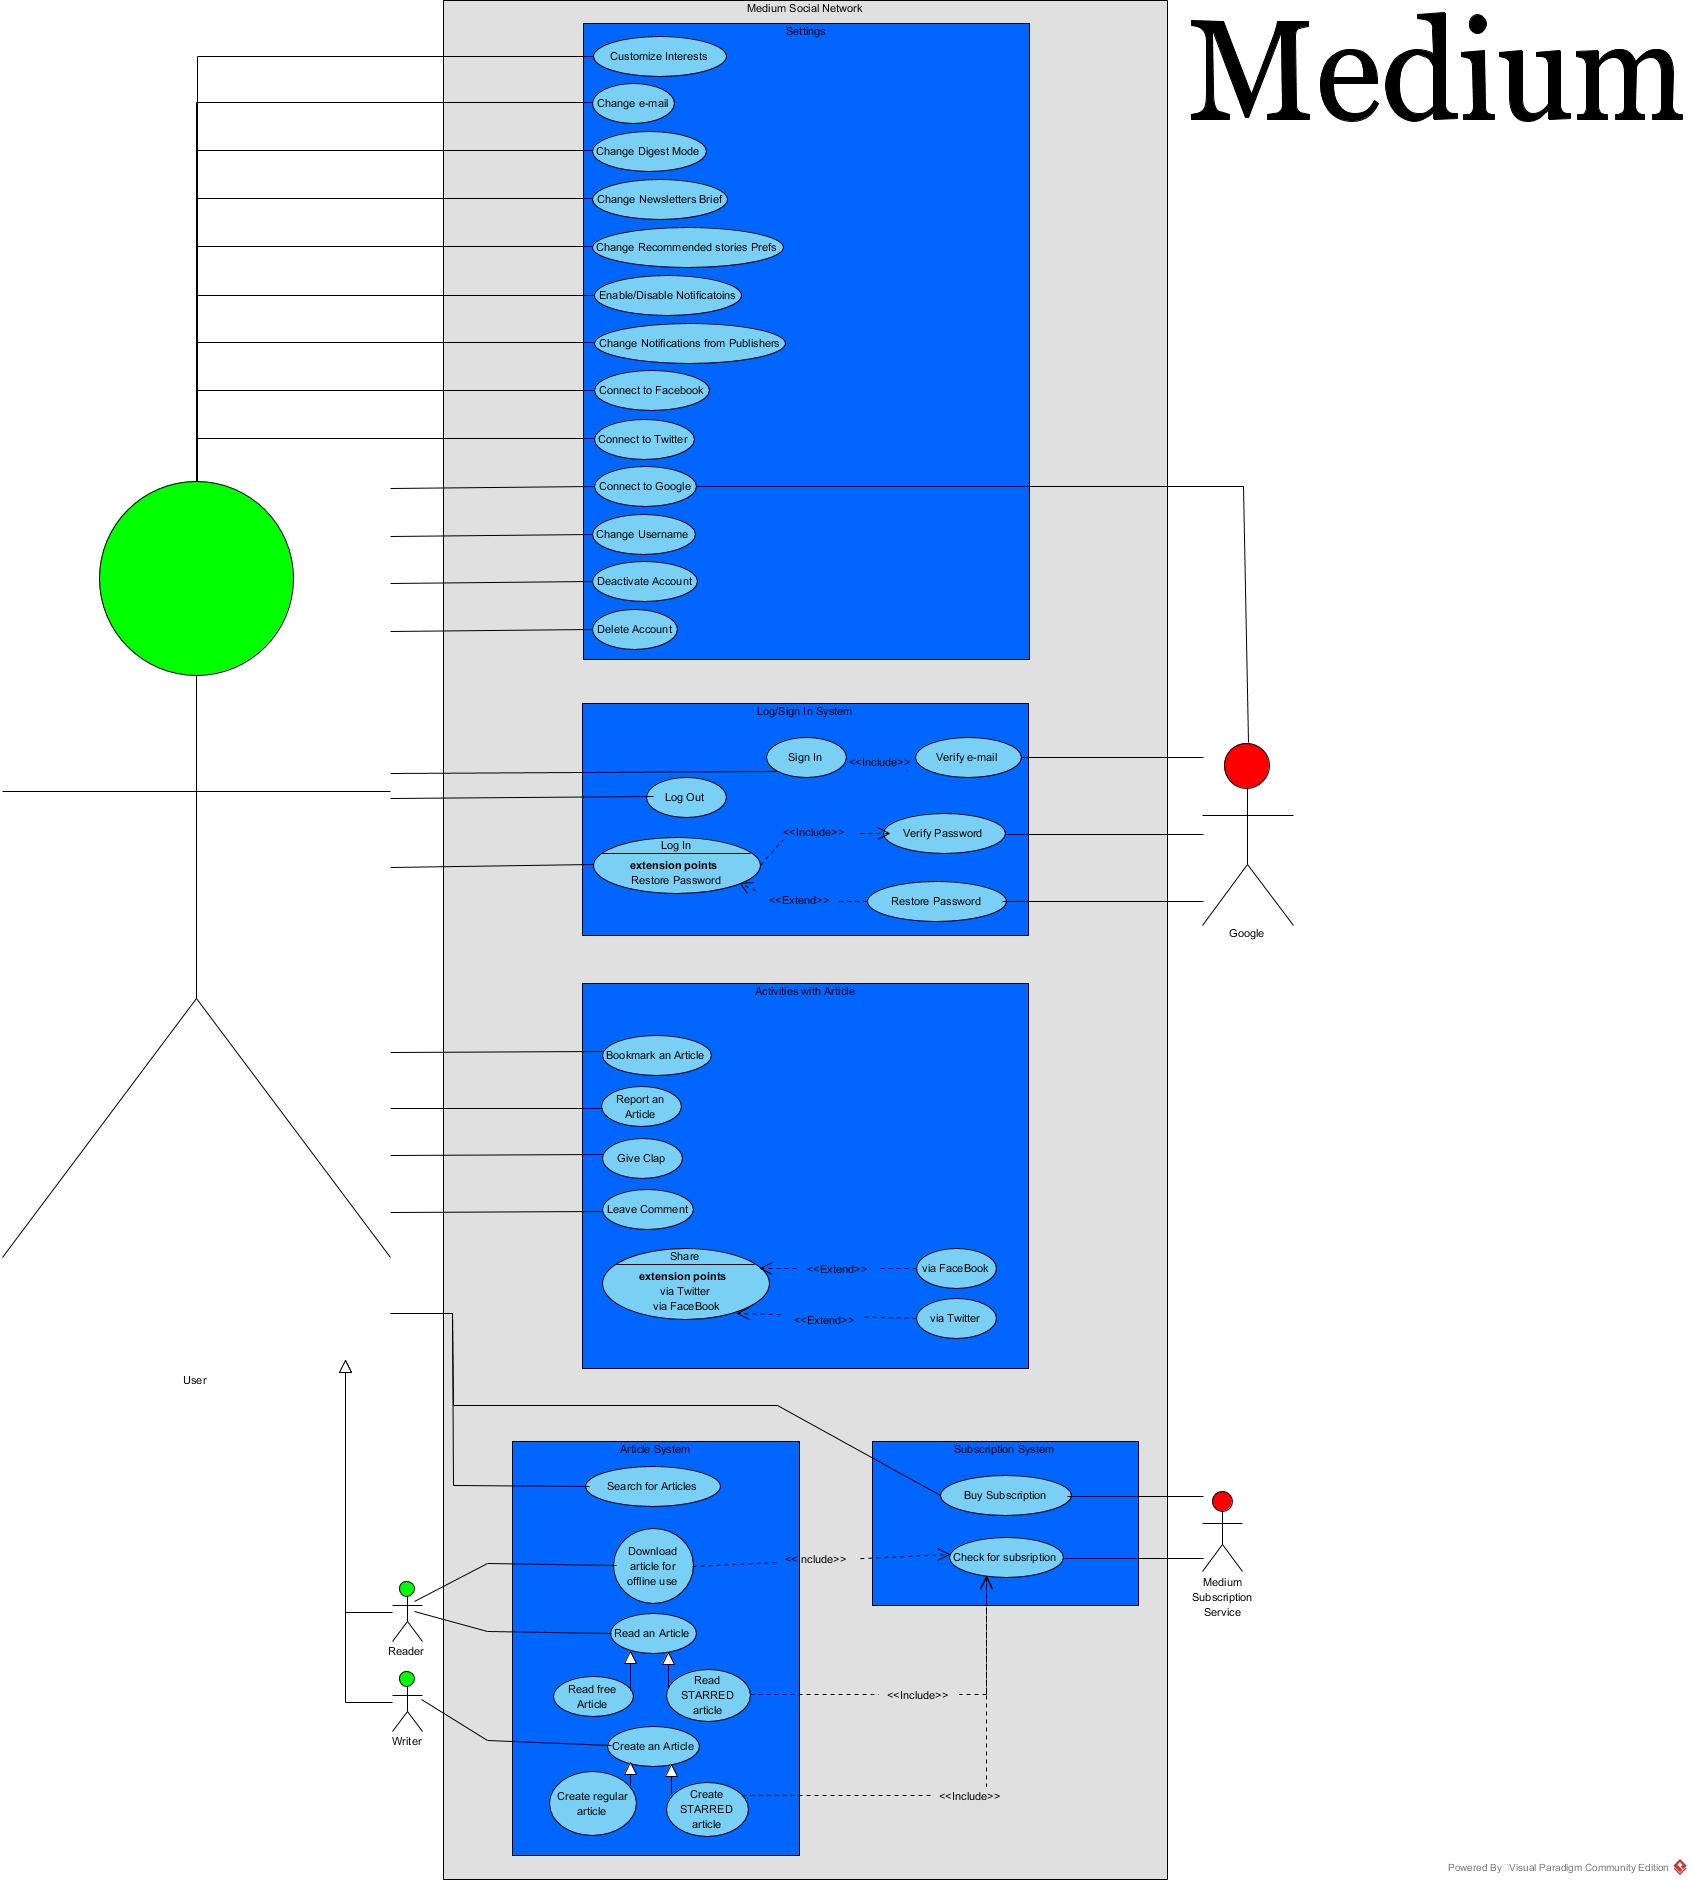 Medium Social Network
Medium
Settings
Customize Interests
Change e-mail
Change Digest Mode
Change Newsletters Brief
Change Recommended stories Prefs
Enable/Disable Notificatoins
Change Notifications from Publishers
Connect to Facebook
Connect to Twitter
Connect to Google
Change Username
Deactivate Account
Delete Account
Log/Sign In System
Sign In
<<Include>>
Verify e-mail
Log Out
<<Include>>
Verify Password
Log In
extension points
Restore Password
<<Extend>>
Restore Password
Google
Activities with Article
Bookmark an Article
Report an
Article
Give Clap
Leave Comment
Share
extension points
via Twitter
via FaceBook
<<Extend>>
via FaceBook
<<Extend>>
via Twitter
User
Article System
Search for Articles
Download
article for
offline use
<<Include>>
Read an Article
Read free
Article
Read
STARRED
article
<<Include>>
Create an Article
Create regular
article
Create
STARRED
article
<<Include>>
Subscription System
Buy Subscription
Check for subsription
Medium
Subscription
Service
Reader
Writer
Powered By Visual Paradigm Community Edition